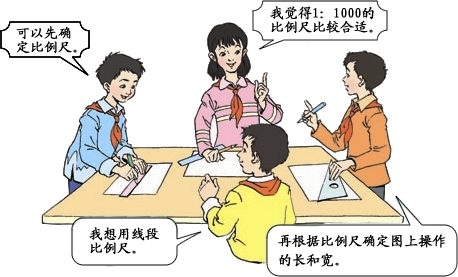 可以先确
定比例尺。
我觉得1：1000的
比例尺比较合适。
我想用线段
比例尺。
再根据比例尺确定图上操作
的长和宽。